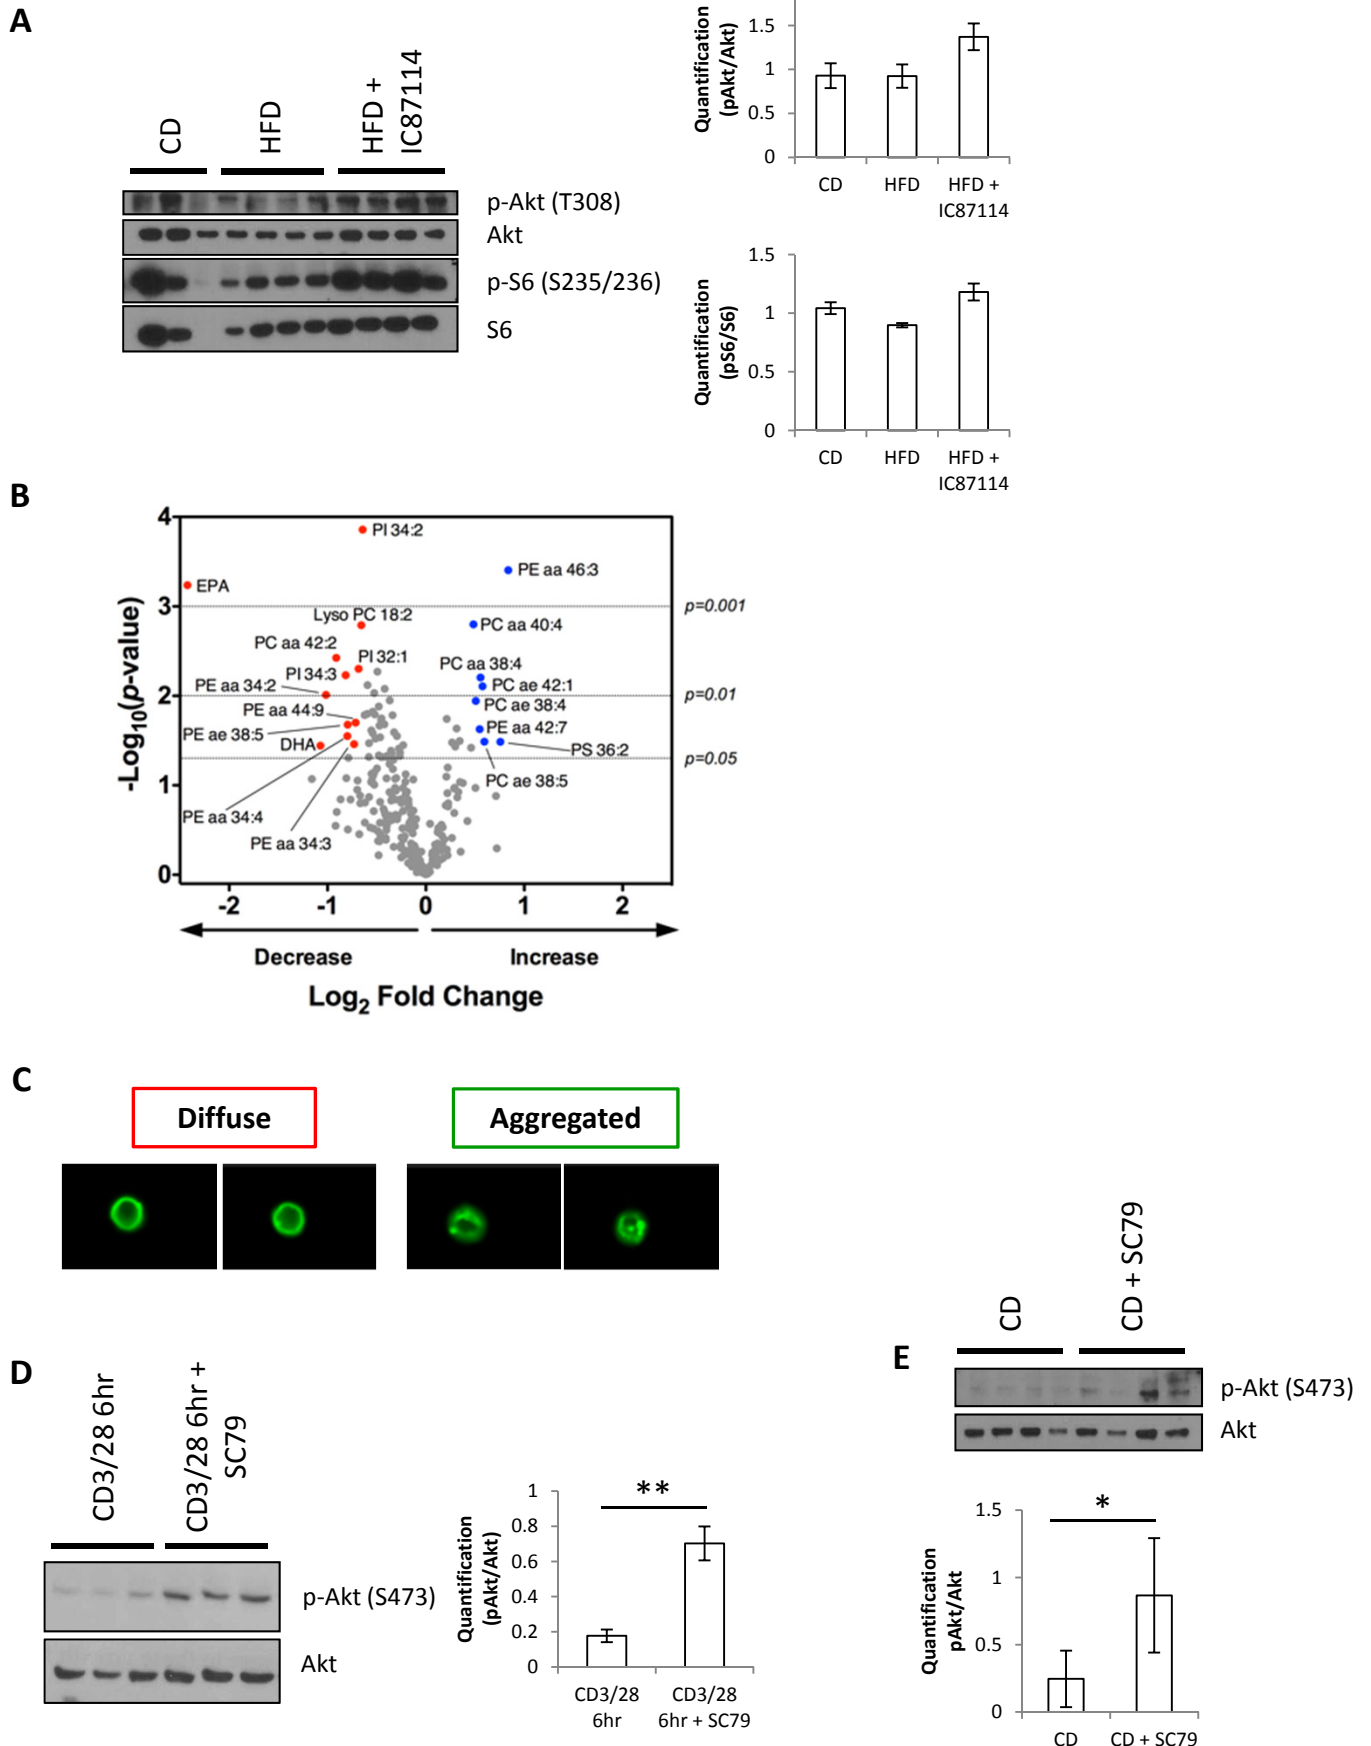 A
CD
HFD
HFD +
IC87114
p-Akt (T308)
Akt
p-S6 (S235/236)
S6
Quantification
(pAkt/Akt)
1.5
1
0.5
0
CD
HFD
HFD +
IC87114
Quantification
(pS6/S6)
1.5
1
0.5
0
CD
HFD
HFD +
IC87114
B
-Log10(p-value)
4
3
2
1
0
PI 34:2
PE aa 46:3
EPA
p=0.001
Lyso PC 18:2
PC aa 40:4
PC aa 42:2
PI 32:1
PC aa 38:4
PI 34:3
PE aa 34:2
PC ae 42:1
p=0.01
PE aa 44:9
PC ae 38:4
PE ae 38:5
PE aa 42:7
DHA
PS 36:2
p=0.05
PC ae 38:5
PE aa 34:4
PE aa 34:3
-2
-1
0
1
2
Decrease
Increase
Log2 Fold Change
C
Diffuse
Aggregated
D
CD3/28 6hr
CD3/28 6hr +
SC79
p-Akt (S473)
Akt
Quantification
(pAkt/Akt)
1
0.8
0.6
0.4
0.2
0
**
CD3/28
6hr
CD3/28
6hr + SC79
E
CD
CD + SC79
p-Akt (S473)
Akt
Quantification
pAkt/Akt
1.5
1
0.5
0
*
CD
CD + SC79